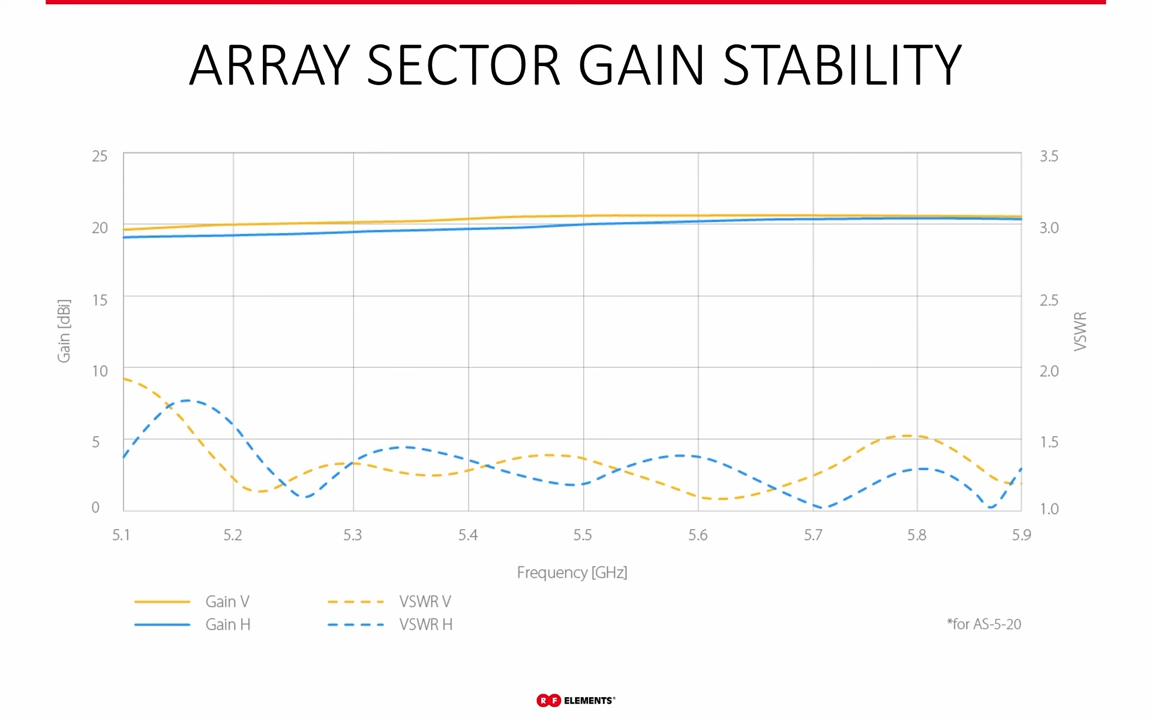 ARRAY SECTOR GAIN STABILITY
25
20
15
10
5
0
Gain [dBi]
3.5
3.0
2.5
2.0
1.5
1.0
VSWR
5.1 5.2 5.3 5.4 5.5 5.6 5.7 5.8 5.9
Frequency [GHz]
Gain V VSWR V
Gain H VSWR H
*for AS-5-20
RF ELEMENTS®